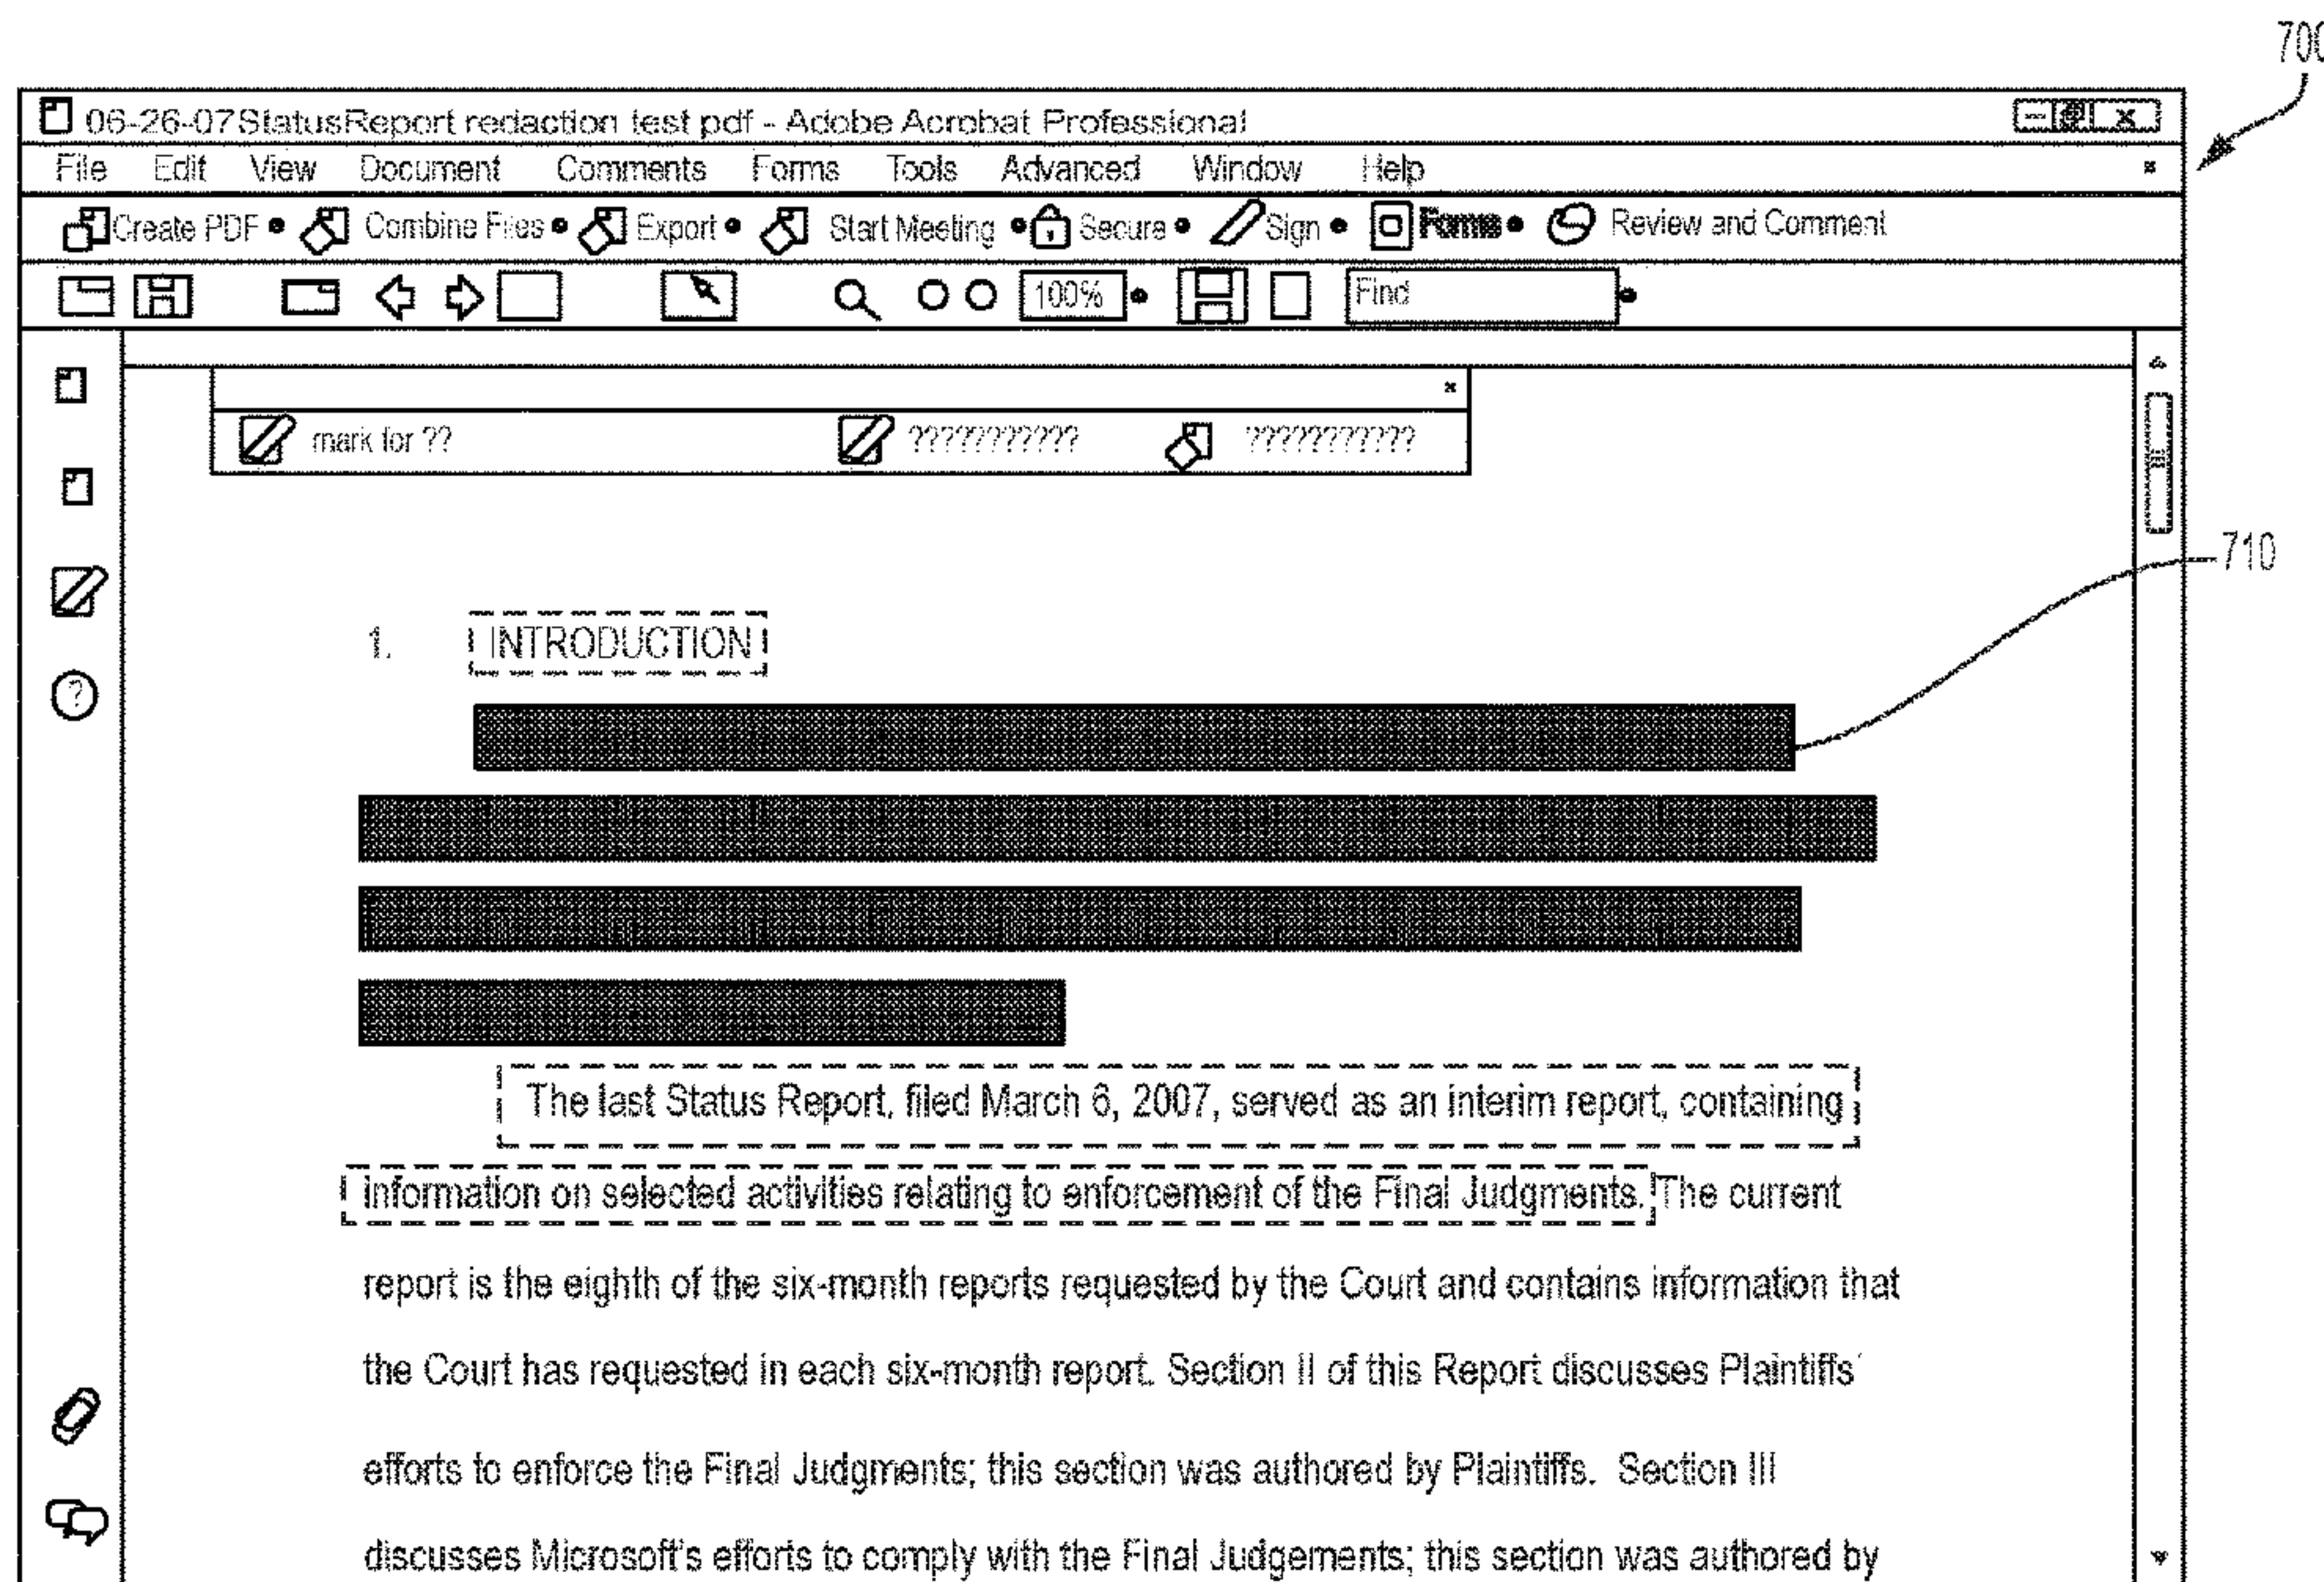 700
06-26-07StatusReport redaction test pdf - Adobe Acrobat Professional
File Edit View Document Comments Forms Tools Advanced Window Help
Create PDF Combine Files Export Start Meeting Secure Sign Forms Review and Comment
100% Find
mark for ?? ??????????? ???????????
710
1. INTRODUCTION
?
The last Status Report, filed March 6, 2007, served as an interim report, containing
information on selected activities relating to enforcement of the Final Judgments. The current
report is the eighth of the six-month reports requested by the Court and contains information that
the Court has requested in each six-month report. Section II of this Report discusses Plaintiffs'
efforts to enforce the Final Judgments; this section was authored by Plaintiffs. Section III
discusses Microsoft's efforts to comply with the Final Judgements; this section was authored by